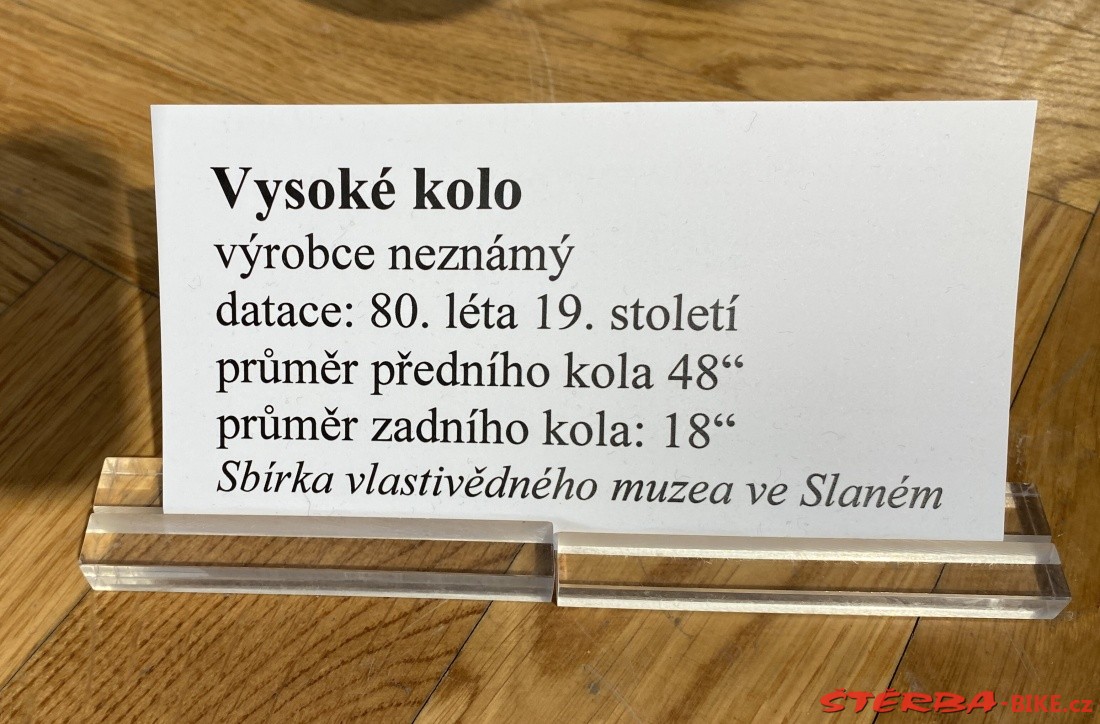 Vysoké kolo
výrobce neznámý
datace: 80. léta 19. století
průměr předního kola 48“
průměr zadního kola: 18“
Sbírka vlastivědného muzea ve Slaném
ŠTĚRBA-BIKE.cz